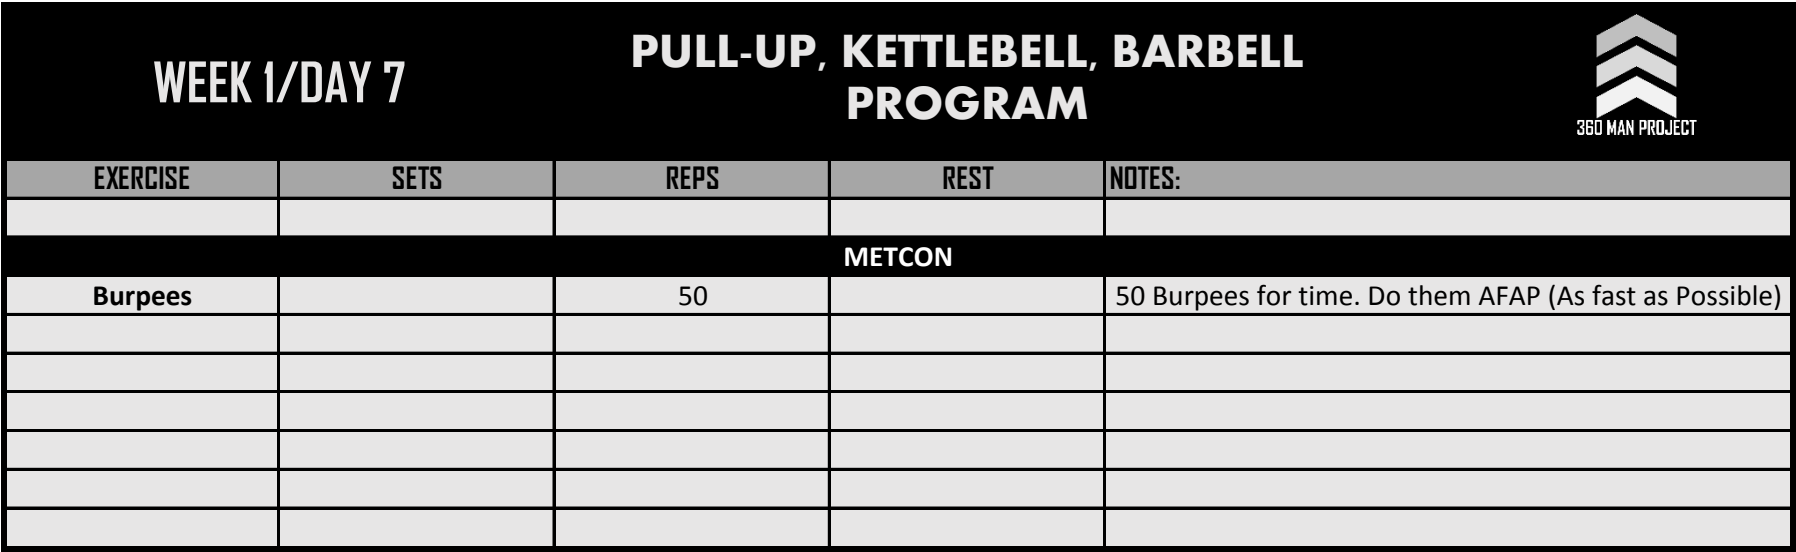 WEEK 1/DAY 7
PULL-UP, KETTLEBELL, BARBELL
PROGRAM
360 MAN PROJECT
EXERCISE SETS REPS REST NOTES:
METCON
Burpees 50 50 Burpees for time. Do them AFAP (As fast as Possible)